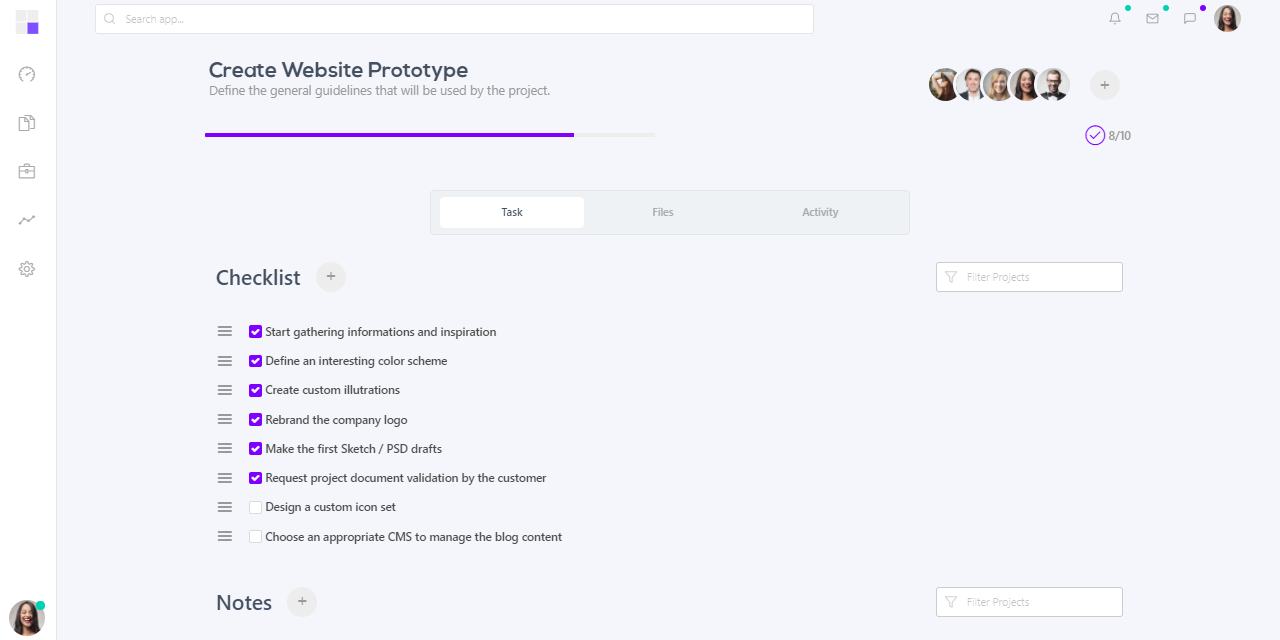 Search app...
Create Website Prototype
Define the general guidelines that will be used by the project.
8/10
Task
Files
Activity
Checklist
Filter Projects
Start gathering informations and inspiration
Define an interesting color scheme
Create custom illutrations
Rebrand the company logo
Make the first Sketch / PSD drafts
Request project document validation by the customer
Design a custom icon set
Choose an appropriate CMS to manage the blog content
Notes
Filter Projects